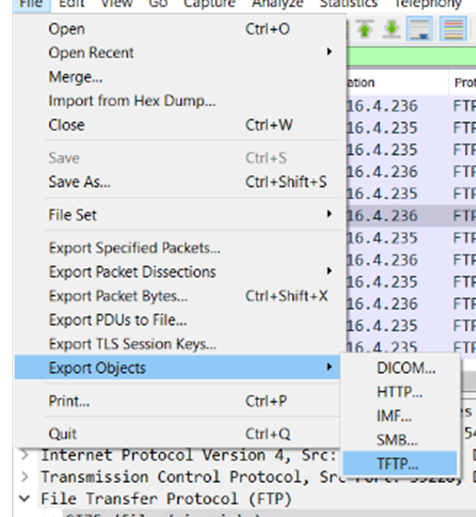 File Edit View Go Capture Analyze Statistics Telephony
Open Ctrl+O
Open Recent
Merge...
Import from Hex Dump...
Close Ctrl+W
Save Ctrl+S
Save As... Ctrl+Shift+S
File Set
Export Specified Packets...
Export Packet Dissections
Export Packet Bytes... Ctrl+Shift+X
Export PDUs to File...
Export TLS Session Keys...
Export Objects
Print... Ctrl+P
Quit Ctrl+Q
DICOM...
HTTP...
IMF...
SMB...
TFTP...
ation Prot
16.4.236 FTP
16.4.235 FTP
16.4.235 FTP
16.4.236 FTP
16.4.235 FTP
16.4.236 FTP
16.4.235 FTP
16.4.236 FTP
16.4.235 FTP
16.4.235 FTP
16.4.235 FTP
16.4.235 FTP
Internet Protocol Version 4, Src:
Transmission Control Protocol, Src Port: 59228,
File Transfer Protocol (FTP)